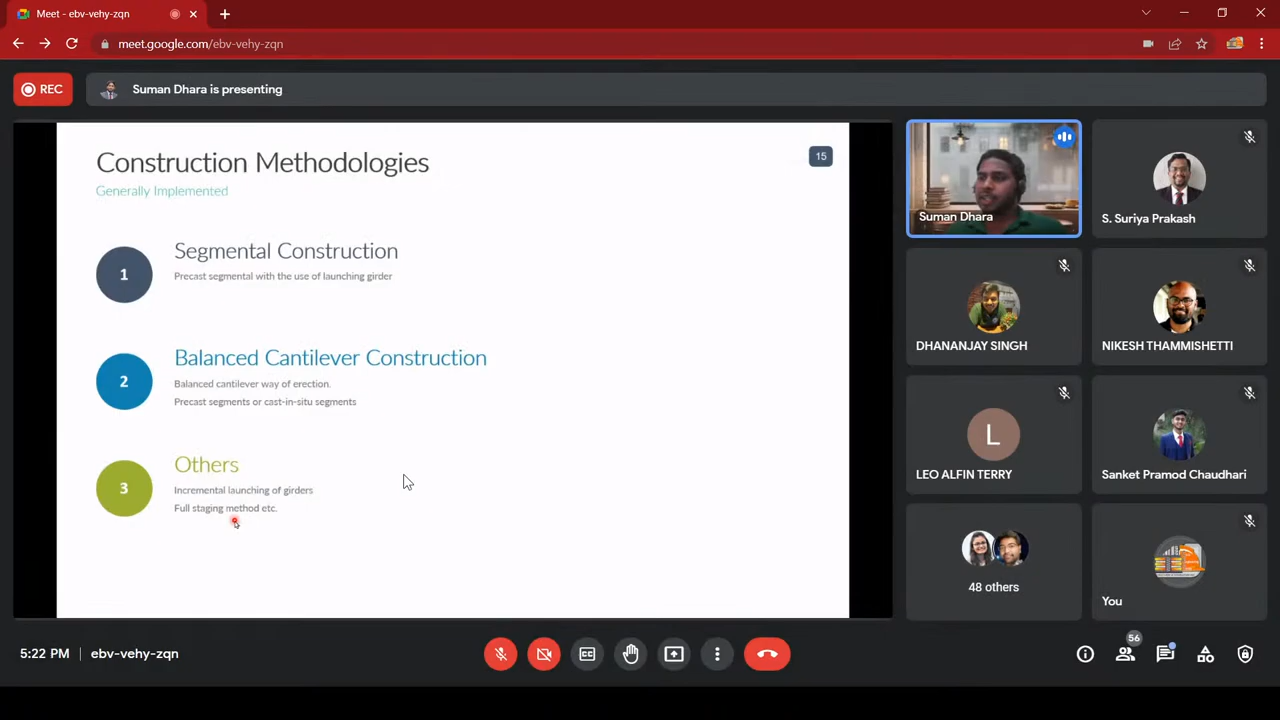 Meet - ebv-vehy-zqn
meet.google.com/ebv-vehy-zqn
REC
Suman Dhara is presenting
Construction Methodologies
15
Generally Implemented
1
Segmental Construction
Precast segmental with the use of launching girder
2
Balanced Cantilever Construction
Balanced cantilever way of erection.
Precast segments or cast-in-situ segments
3
Others
Incremental launching of girders
Full staging method etc.
Suman Dhara
S. Suriya Prakash
DHANANJAY SINGH
NIKESH THAMMISHETTI
L
LEO ALFIN TERRY
Sanket Pramod Chaudhari
48 others
You
5:22 PM
ebv-vehy-zqn
CC
56